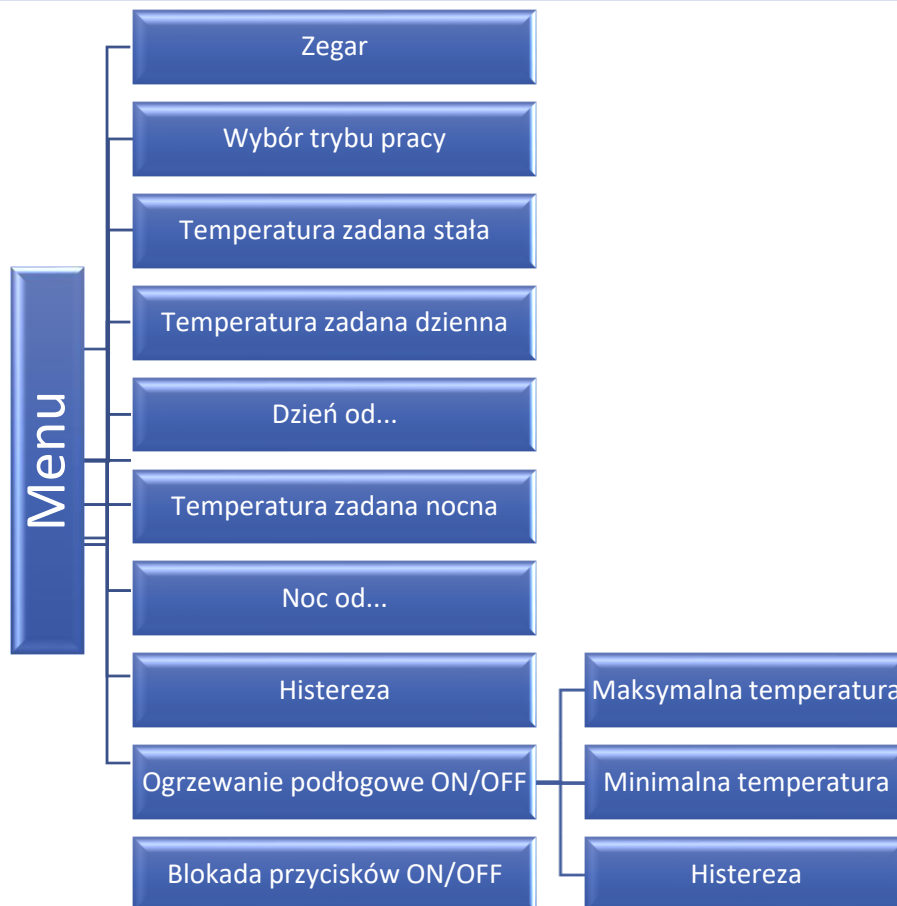 Menu
Zegar
Wybór trybu pracy
Temperatura zadana stała
Temperatura zadana dzienna
Dzień od...
Temperatura zadana nocna
Noc od...
Histereza
Ogrzewanie podłogowe ON/OFF
Maksymalna temperatura
Minimalna temperatura
Histereza
Blokada przycisków ON/OFF